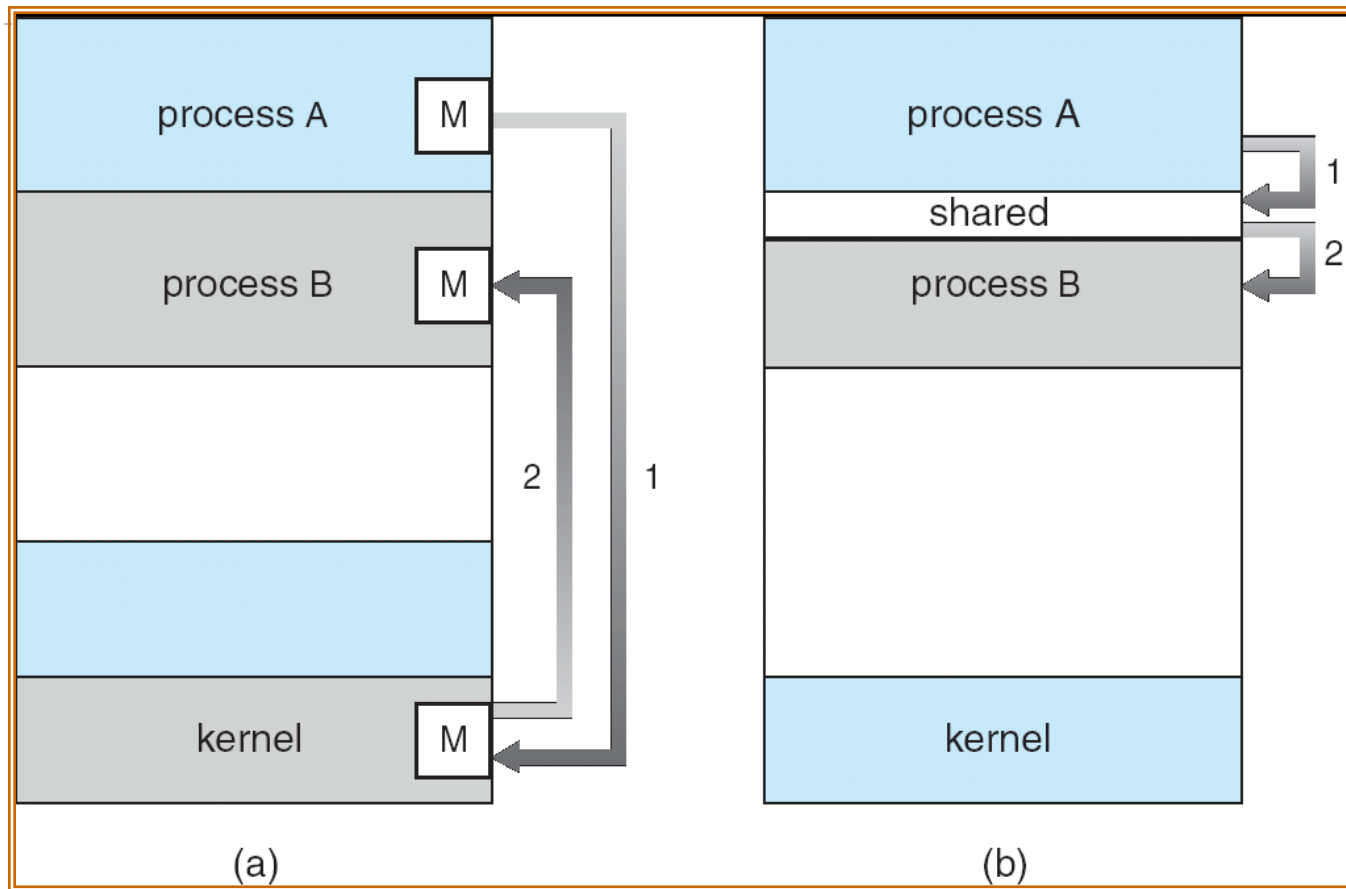 process A
M
process B
M
2
1
kernel
M
(a)
process A
1
shared
2
process B
kernel
(b)